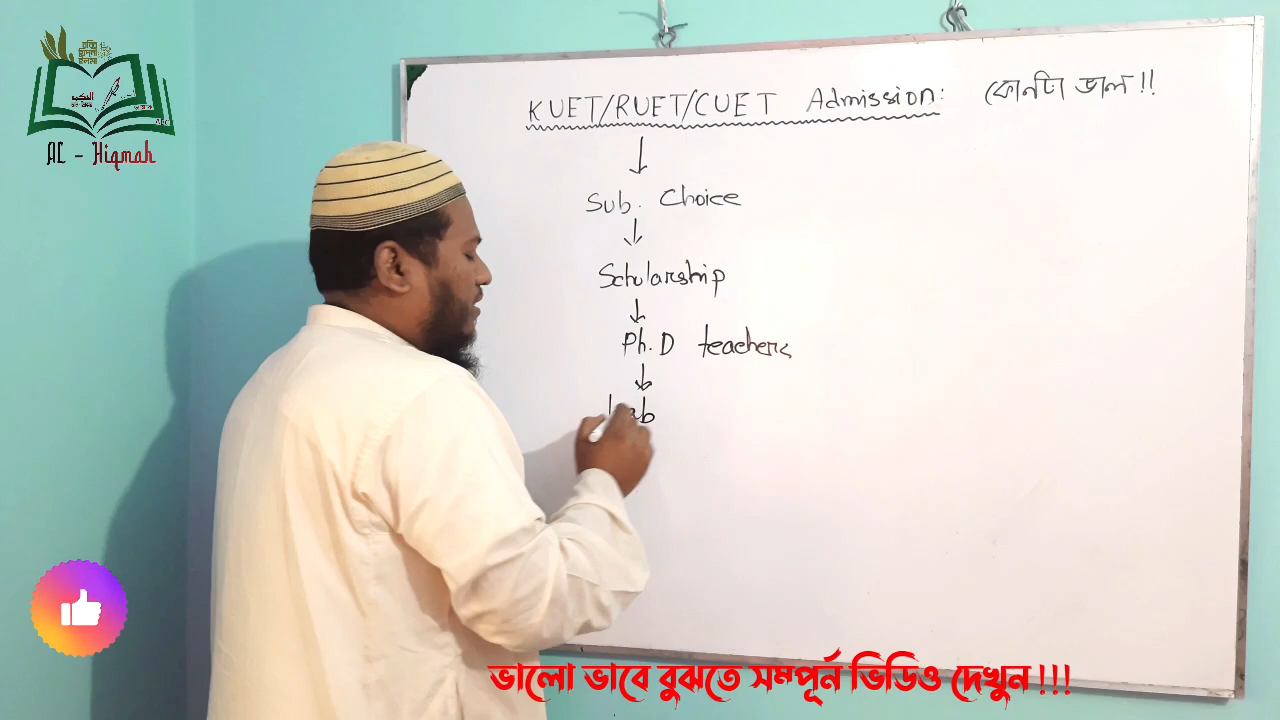 AL - Hiqmah
KUET/RUET/CUET Admission: কোনটা ভাল !!
Sub. Choice
Scholarship
Ph.D teachers
Lab
ভালো ভাবে বুঝতে সম্পূর্ন ভিডিও দেখুন !!!